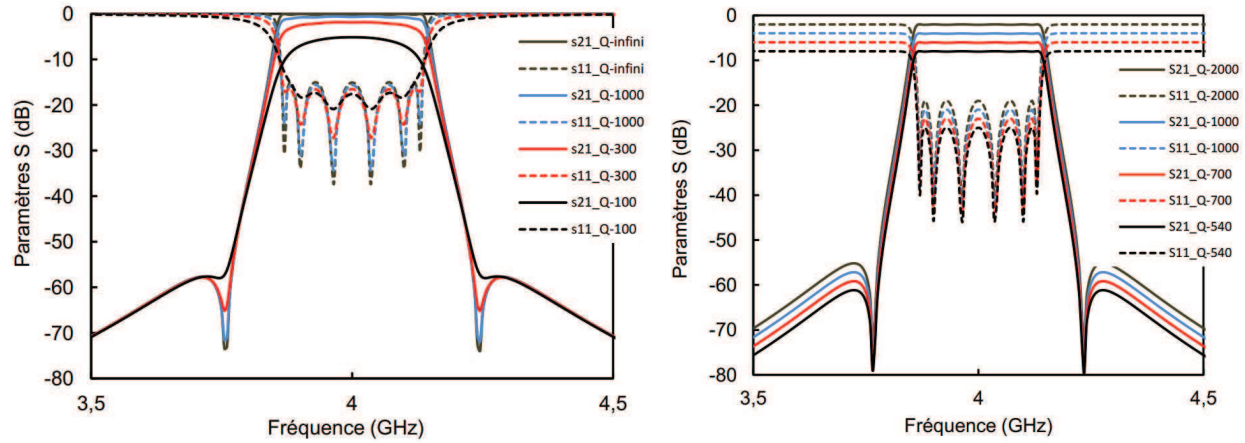 0
-10
-20
-30
-40
-50
-60
-70
-80
Paramètres S (dB)
3,5
4
4,5
Fréquence (GHz)
s21_Q-infini
s11_Q-infini
s21_Q-1000
s11_Q-1000
s21_Q-300
s11_Q-300
s21_Q-100
s11_Q-100
0
-10
-20
-30
-40
-50
-60
-70
-80
Paramètres S (dB)
3,5
4
4,5
Fréquence (GHz)
S21_Q-2000
S11_Q-2000
S21_Q-1000
S11_Q-1000
S21_Q-700
S11_Q-700
S21_Q-540
S11_Q-540